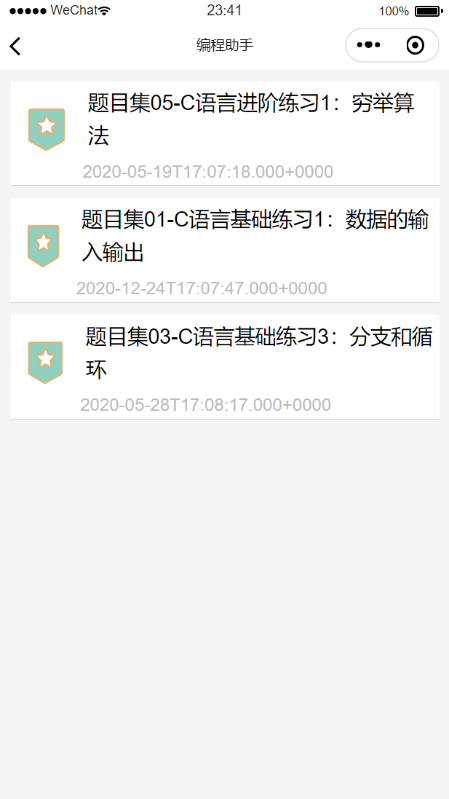 WeChat
23:41
100%
编程助手
题目集05-C语言进阶练习1：穷举算
法
2020-05-19T17:07:18.000+0000
题目集01-C语言基础练习1：数据的输
入输出
2020-12-24T17:07:47.000+0000
题目集03-C语言基础练习3：分支和循
环
2020-05-28T17:08:17.000+0000